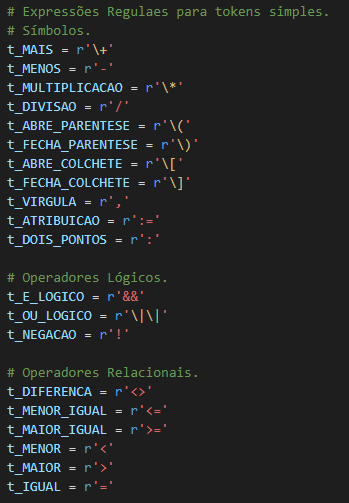 # Expressões Regulaes para tokens simples.
# Símbolos.
t_MAIS = r'\+'
t_MENOS = r'-'
t_MULTIPLICACAO = r'\*'
t_DIVISAO = r'/'
t_ABRE_PARENTESE = r'\('
t_FECHA_PARENTESE = r'\)'
t_ABRE_COLCHETE = r'\['
t_FECHA_COLCHETE = r'\]'
t_VIRGULA = r','
t_ATRIBUICAO = r':='
t_DOIS_PONTOS = r':'

# Operadores Lógicos.
t_E_LOGICO = r'&&'
t_OU_LOGICO = r'\|\|'
t_NEGACAO = r'!'

# Operadores Relacionais.
t_DIFERENCA = r'<>'
t_MENOR_IGUAL = r'<='
t_MAIOR_IGUAL = r'>='
t_MENOR = r'<'
t_MAIOR = r'>'
t_IGUAL = r'='